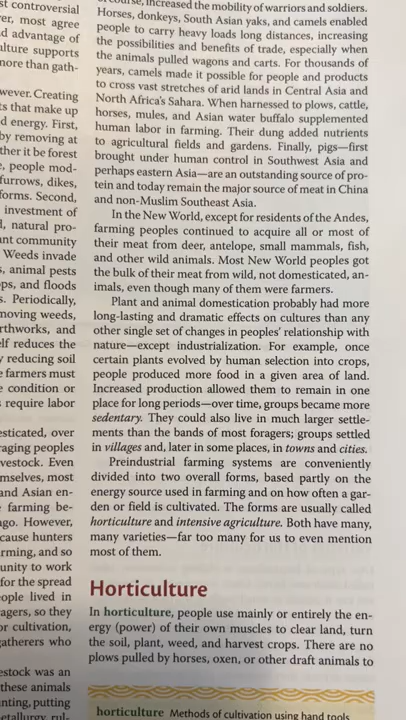 st controversial
er, most agree
d advantage of
ulture supports
more than gath-
wever. Creating
ts that make up
d energy. First,
by removing at
ther it be forest
e, people mod-
furrows, dikes,
forms. Second,
investment of
l, natural pro-
ant community
Weeds invade
s, animal pests
ps, and floods
s. Periodically,
moving weeds,
rthworks, and
elf reduces the
y reducing soil
e farmers must
e condition or
s require labor
esticated, over
raging peoples
vestock. Even
mselves, most
and Asian en-
e farming be-
ago. However,
cause hunters
rming, and so
unity to work
for the spread
ople lived in
agers, so they
or cultivation,
gatherers who
estock was an
these animals
nting, putting
etallurgy, rul-
of course, increased the mobility of warriors and soldiers.
Horses, donkeys, South Asian yaks, and camels enabled
people to carry heavy loads long distances, increasing
the possibilities and benefits of trade, especially when
the animals pulled wagons and carts. For thousands of
years, camels made it possible for people and products
to cross vast stretches of arid lands in Central Asia and
North Africa's Sahara. When harnessed to plows, cattle,
horses, mules, and Asian water buffalo supplemented
human labor in farming. Their dung added nutrients
to agricultural fields and gardens. Finally, pigs—first
brought under human control in Southwest Asia and
perhaps eastern Asia—are an outstanding source of pro-
tein and today remain the major source of meat in China
and non-Muslim Southeast Asia.
In the New World, except for residents of the Andes,
farming peoples continued to acquire all or most of
their meat from deer, antelope, small mammals, fish,
and other wild animals. Most New World peoples got
the bulk of their meat from wild, not domesticated, an-
imals, even though many of them were farmers.
Plant and animal domestication probably had more
long-lasting and dramatic effects on cultures than any
other single set of changes in peoples' relationship with
nature—except industrialization. For example, once
certain plants evolved by human selection into crops,
people produced more food in a given area of land.
Increased production allowed them to remain in one
place for long periods—over time, groups became more
sedentary. They could also live in much larger settle-
ments than the bands of most foragers; groups settled
in villages and, later in some places, in towns and cities.
Preindustrial farming systems are conveniently
divided into two overall forms, based partly on the
energy source used in farming and on how often a gar-
den or field is cultivated. The forms are usually called
horticulture and intensive agriculture. Both have many,
many varieties—far too many for us to even mention
most of them.
Horticulture
In horticulture, people use mainly or entirely the en-
ergy (power) of their own muscles to clear land, turn
the soil, plant, weed, and harvest crops. There are no
plows pulled by horses, oxen, or other draft animals to
horticulture Methods of cultivation using hand tools